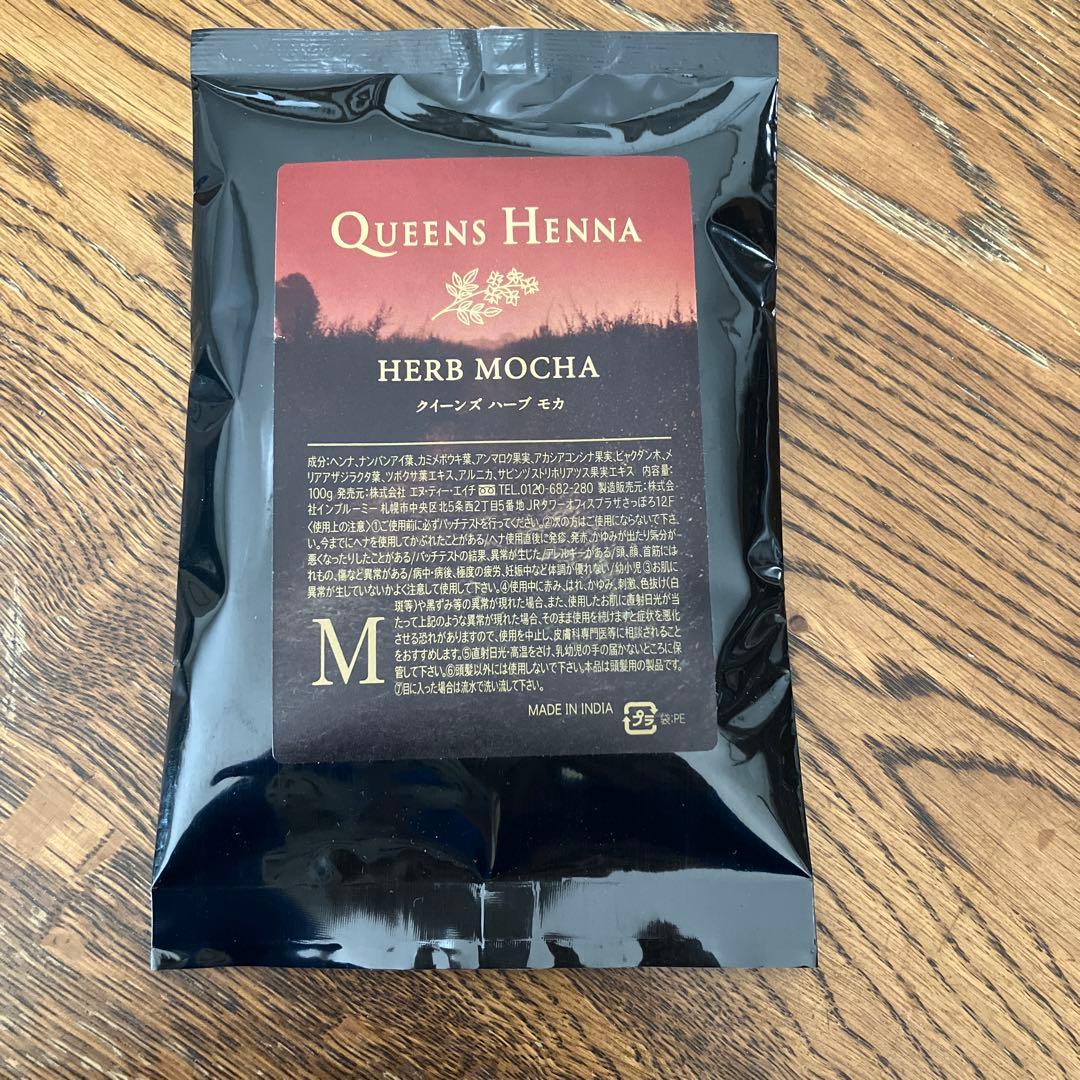 QUEENS HENNA
HERB MOCHA
クイーンズ ハーブ モカ
成分:ヘンナ、ナンバンアイ葉、カミメボウキ葉、アンマロク果実、アカシアコンシナ果実、ビャクダン木、メ
リアアザジラクタ葉、ツボクサ葉エキス、アルニカ、サピンヅストリホリアツス果実エキス 内容量:
100g 発売元:株式会社 エヌ・ティー・エイチ TEL.0120-682-280 製造販売元:株式会
社インブルーミー 札幌市中央区北5条西2丁目5番地 JRタワーオフィスプラザさっぽろ12F
〈使用上の注意〉①ご使用前に必ずパッチテストを行ってください。②次の方はご使用にならないで下さ
い。今までにヘナを使用してかぶれたことがある/ヘナ使用直後に発疹、発赤、かゆみが出たり気分が
悪くなったりしたことがある/パッチテストの結果、異常が生じた/アレルギーがある/頭、顔、首筋には
れもの、傷など異常がある/病中・病後、極度の疲労、妊娠中など体調が優れない/幼小児 ③お肌に
異常が生じていないかよく注意して使用して下さい。④使用中に赤み、はれ、かゆみ、刺激、色抜け(白
斑等)や黒ずみ等の異常が現れた場合、また、使用したお肌に直射日光が当
たって上記のような異常が現れた場合、そのまま使用を続けますと症状を悪化
させる恐れがありますので、使用を中止し、皮膚科専門医等に相談されること
をおすすめします。⑤直射日光・高温をさけ、乳幼児の手の届かないところに保
管して下さい。⑥頭髪以外には使用しないで下さい。本品は頭髪用の製品です。
⑦目に入った場合は流水で洗い流して下さい。
M
MADE IN INDIA プラ 袋:PE